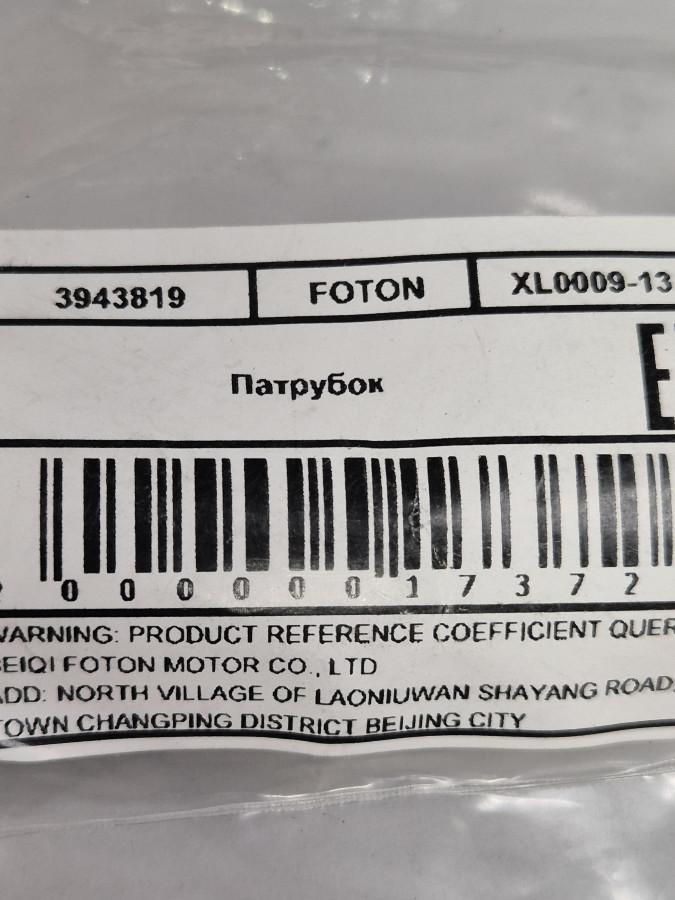 3943819 FOTON XL0009-13
Патрубок
0 0 0 0 0 0 1 7 3 7 2
WARNING: PRODUCT REFERENCE COEFFICIENT QUER
BEIQI FOTON MOTOR CO., LTD
ADD: NORTH VILLAGE OF LAONIUWAN SHAYANG ROAD,
TOWN CHANGPING DISTRICT BEIJING CITY